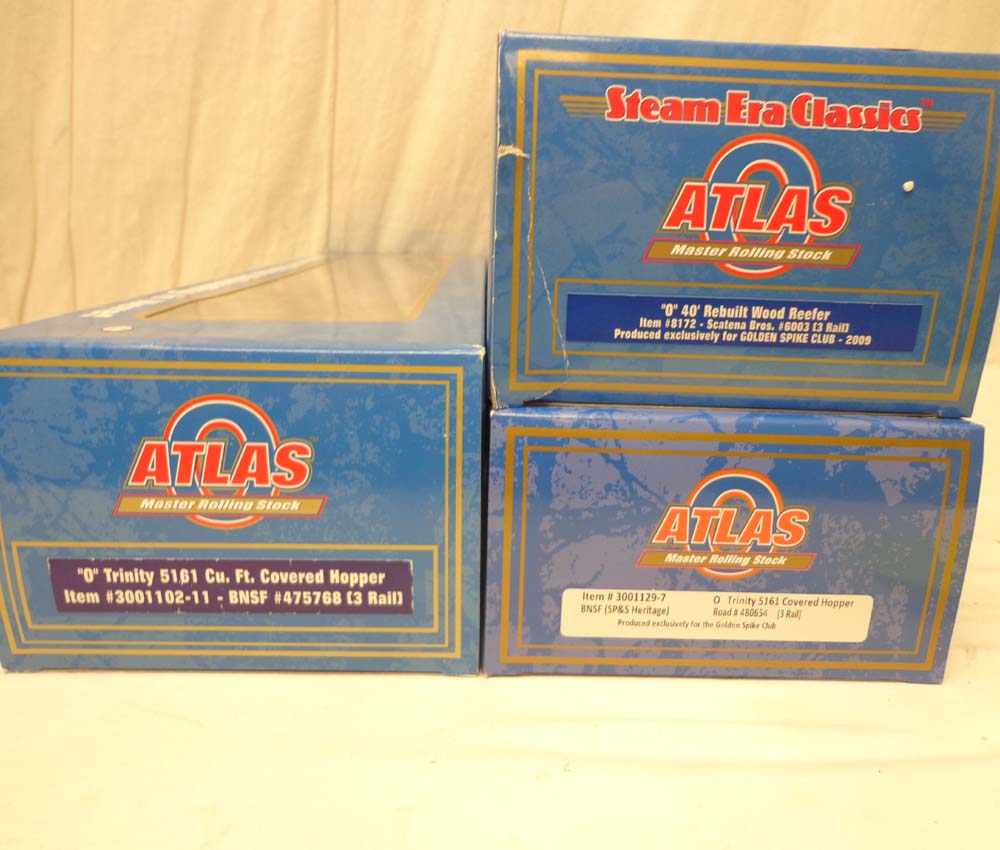 ATLAS
Master Rolling Stock
"O" Trinity 5161 Cu. Ft. Covered Hopper
Item #3001102-11 - BNSF #475768 (3 Rail)
Steam Era Classics™
ATLAS
Master Rolling Stock
"O" 40' Rebuilt Wood Reefer
Item #8172 - Scatena Bros. #6003 (3 Rail)
Produced exclusively for GOLDEN SPIKE CLUB - 2009
ATLAS
Master Rolling Stock
Item # 3001129-7 O Trinity 5161 Covered Hopper
BNSF (SP&S Heritage) Road # 480654 (3 Rail)
Produced exclusively for the Golden Spike Club